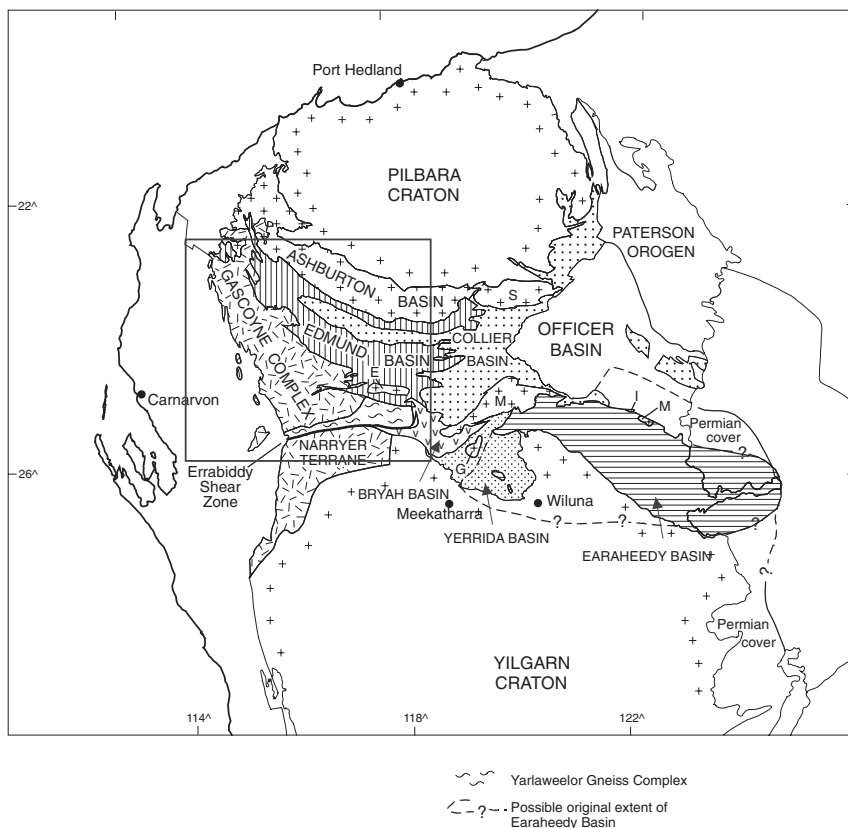 Port Hedland
PILBARA
CRATON
22^
PATERSON
OROGEN
ASHBURTON
BASIN
S
GASCOYNE COMPLEX
EDMUND
BASIN
COLLIER
BASIN
OFFICER
BASIN
E
M
I
M
Carnarvon
Permian
cover
?
NARRYER
TERRANE
26^
Errabiddy
Shear
Zone
G
BRYAH BASIN
Meekatharra
Wiluna
?
?
?
YERRIDA BASIN
EARAHEEDY BASIN
?
Permian
cover
YILGARN
CRATON
114^
118^
122^
Yarlaweelor Gneiss Complex
? Possible original extent of
Earaheedy Basin